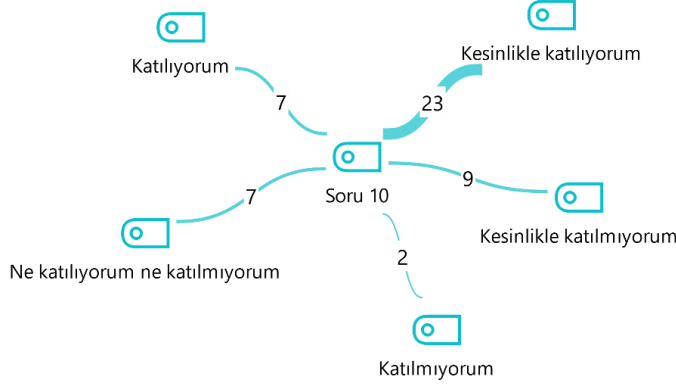 Kesinlikle katılıyorum
Katılıyorum
7
23
Soru 10
9
7
Kesinlikle katılmıyorum
Ne katılıyorum ne katılmıyorum
2
Katılmıyorum